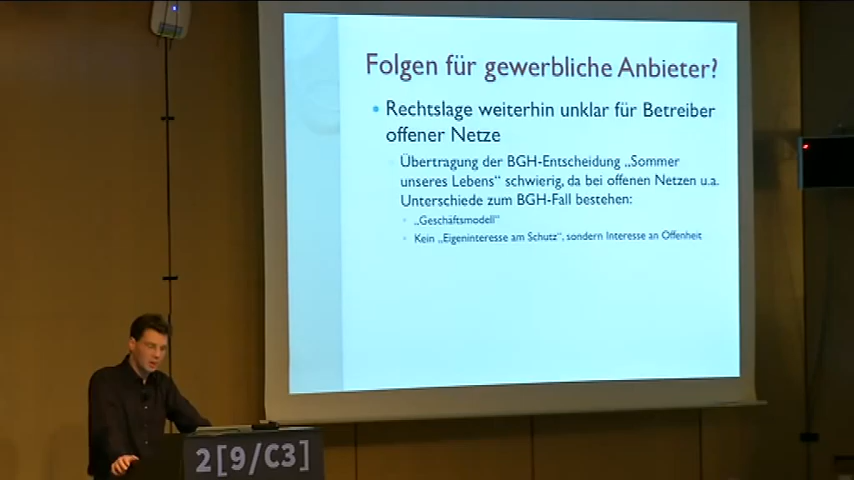 Folgen für gewerbliche Anbieter?
• Rechtslage weiterhin unklar für Betreiber
offener Netze
Übertragung der BGH-Entscheidung „Sommer
unseres Lebens“ schwierig, da bei offenen Netzen u.a.
Unterschiede zum BGH-Fall bestehen:
◦ „Geschäftsmodell“
◦ Kein „Eigeninteresse am Schutz“, sondern Interesse an Offenheit
2[9/C3]